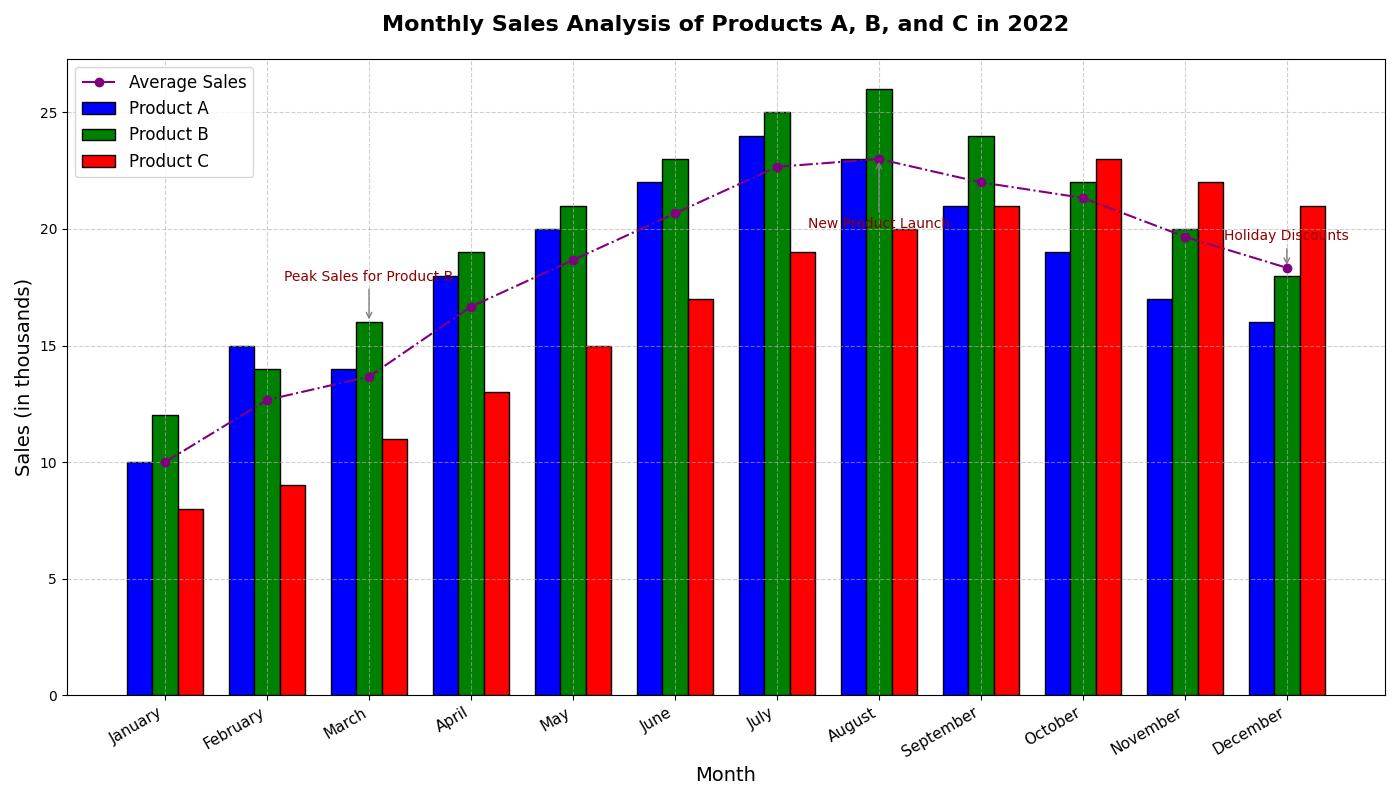 Monthly Sales Analysis of Products A, B, and C in 2022
Average Sales
Product A
Product B
Product C
Sales (in thousands)
25
20
15
10
5
0
Peak Sales for Product B
New Product Launch
Holiday Discounts
January
February
March
April
May
June
July
August
September
October
November
December
Month